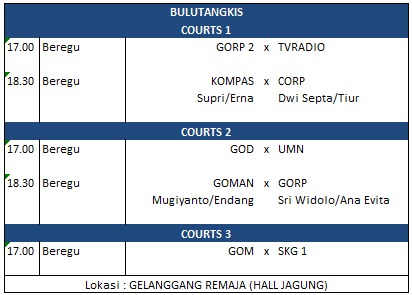 BULUTANGKIS
COURTS 1
17.00 Beregu GORP 2 x TVRADIO
18.30 Beregu KOMPAS x CORP
Supri/Erna Dwi Septa/Tiur
COURTS 2
17.00 Beregu GOD x UMN
18.30 Beregu GOMAN x GORP
Mugiyanto/Endang Sri Widolo/Ana Evita
COURTS 3
17.00 Beregu GOM x SKG 1
Lokasi : GELANGGANG REMAJA (HALL JAGUNG)